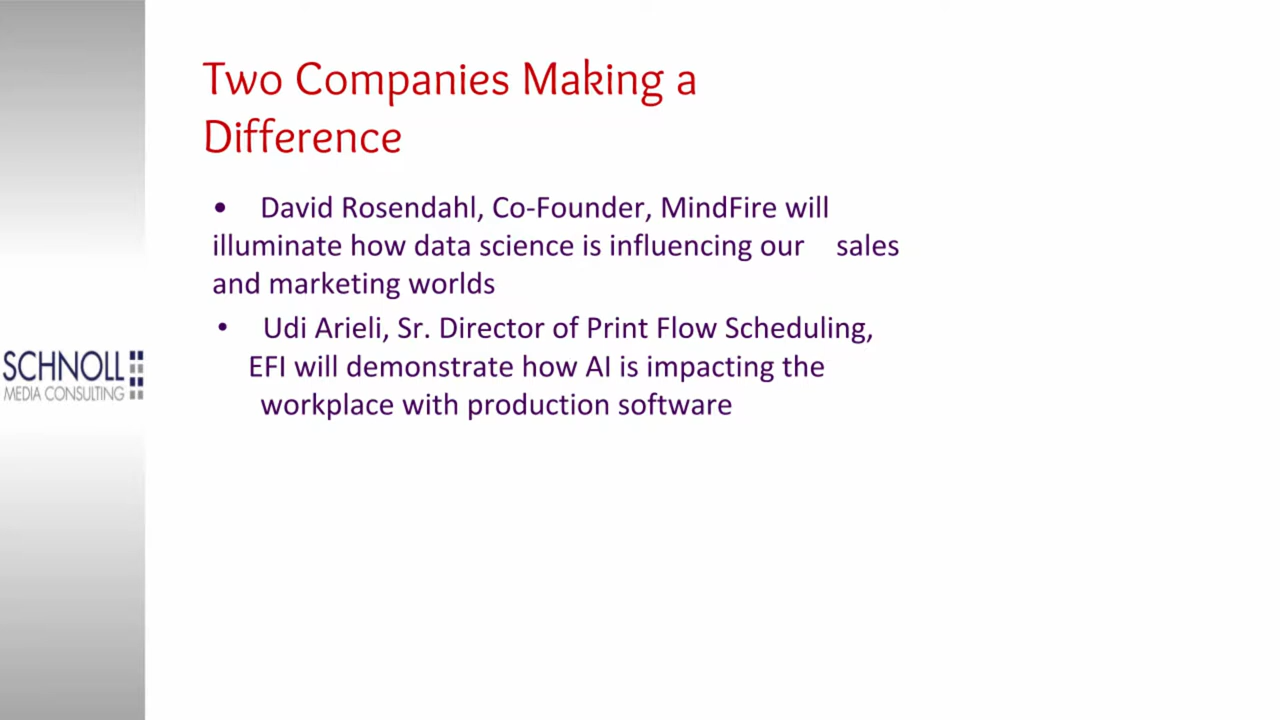 Two Companies Making a
Difference
• David Rosendahl, Co-Founder, MindFire will
illuminate how data science is influencing our sales
and marketing worlds
• Udi Arieli, Sr. Director of Print Flow Scheduling,
EFI will demonstrate how AI is impacting the
workplace with production software
SCHNOLL
MEDIA CONSULTING